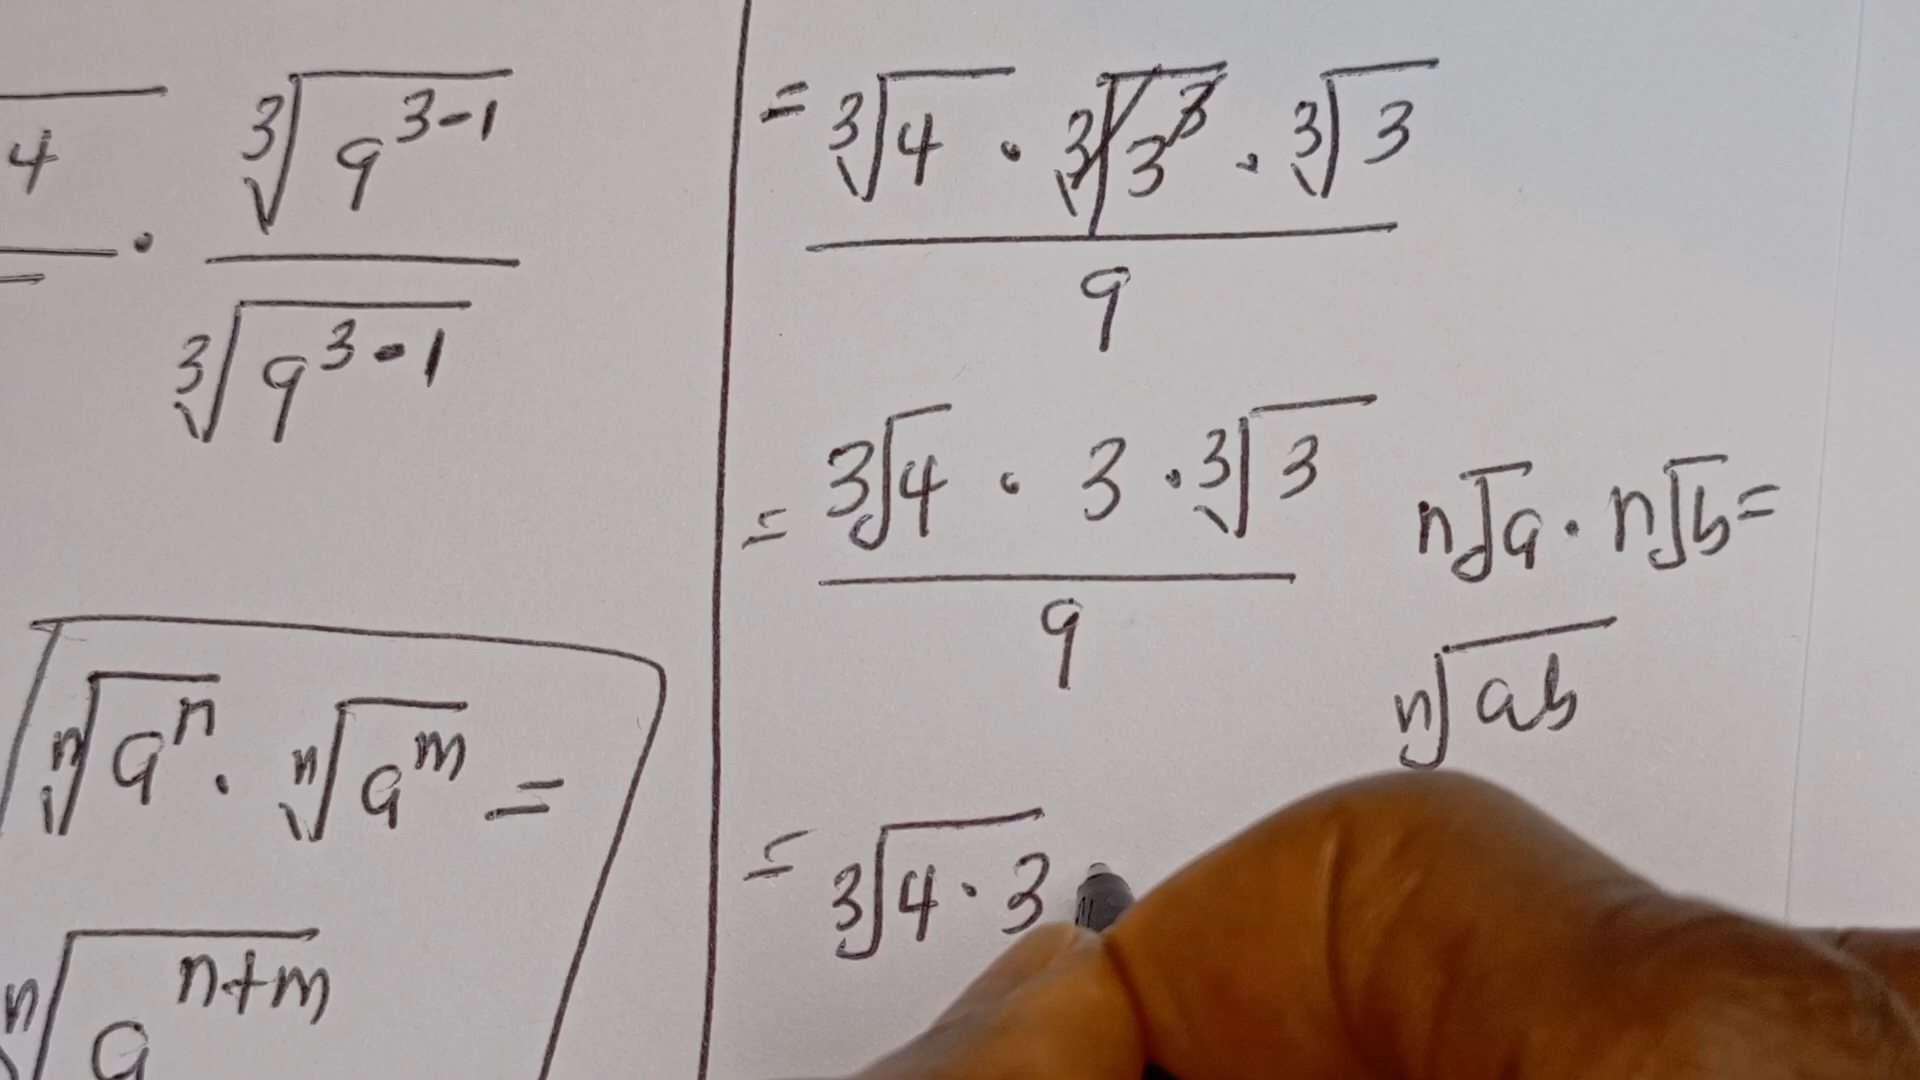 4
· ∛(9^(3-1))
∛(9^(3-1))
ⁿ√(aⁿ) · ⁿ√(a^m) =
ⁿ√(a^(n+m))
= ∛4 · ∛(3³) · ∛3
9
= ∛4 · 3 · ∛3
9
ⁿ√a · ⁿ√b =
ⁿ√(ab)
= ∛(4 · 3